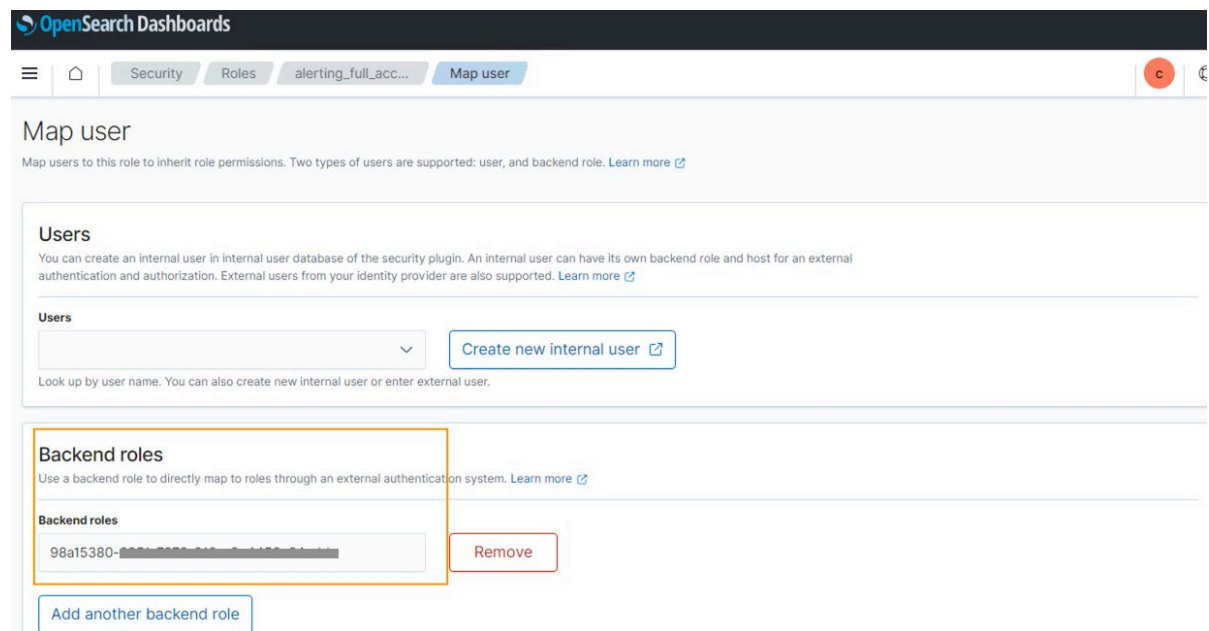 OpenSearch Dashboards
Security Roles alerting_full_acc... Map user c
Map user
Map users to this role to inherit role permissions. Two types of users are supported: user, and backend role. Learn more
Users
You can create an internal user in internal user database of the security plugin. An internal user can have its own backend role and host for an external
authentication and authorization. External users from your identity provider are also supported. Learn more
Users
Create new internal user
Look up by user name. You can also create new internal user or enter external user.
Backend roles
Use a backend role to directly map to roles through an external authentication system. Learn more
Backend roles
98a15380-
Remove
Add another backend role